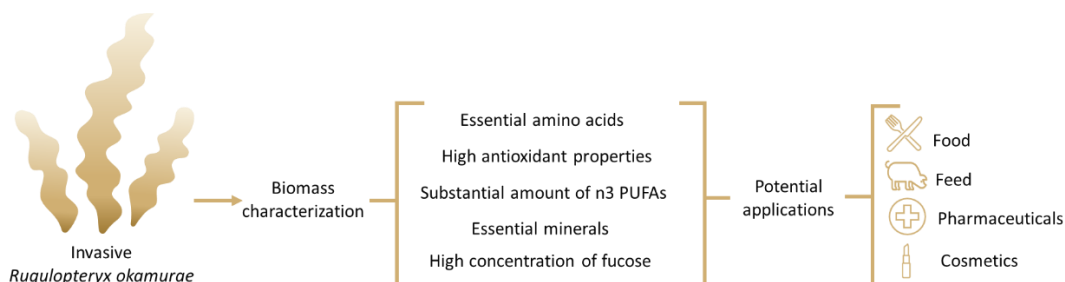 Invasive
Rugulopteryx okamurae
Biomass
characterization
Essential amino acids
High antioxidant properties
Substantial amount of n3 PUFAs
Essential minerals
High concentration of fucose
Potential
applications
Food
Feed
Pharmaceuticals
Cosmetics